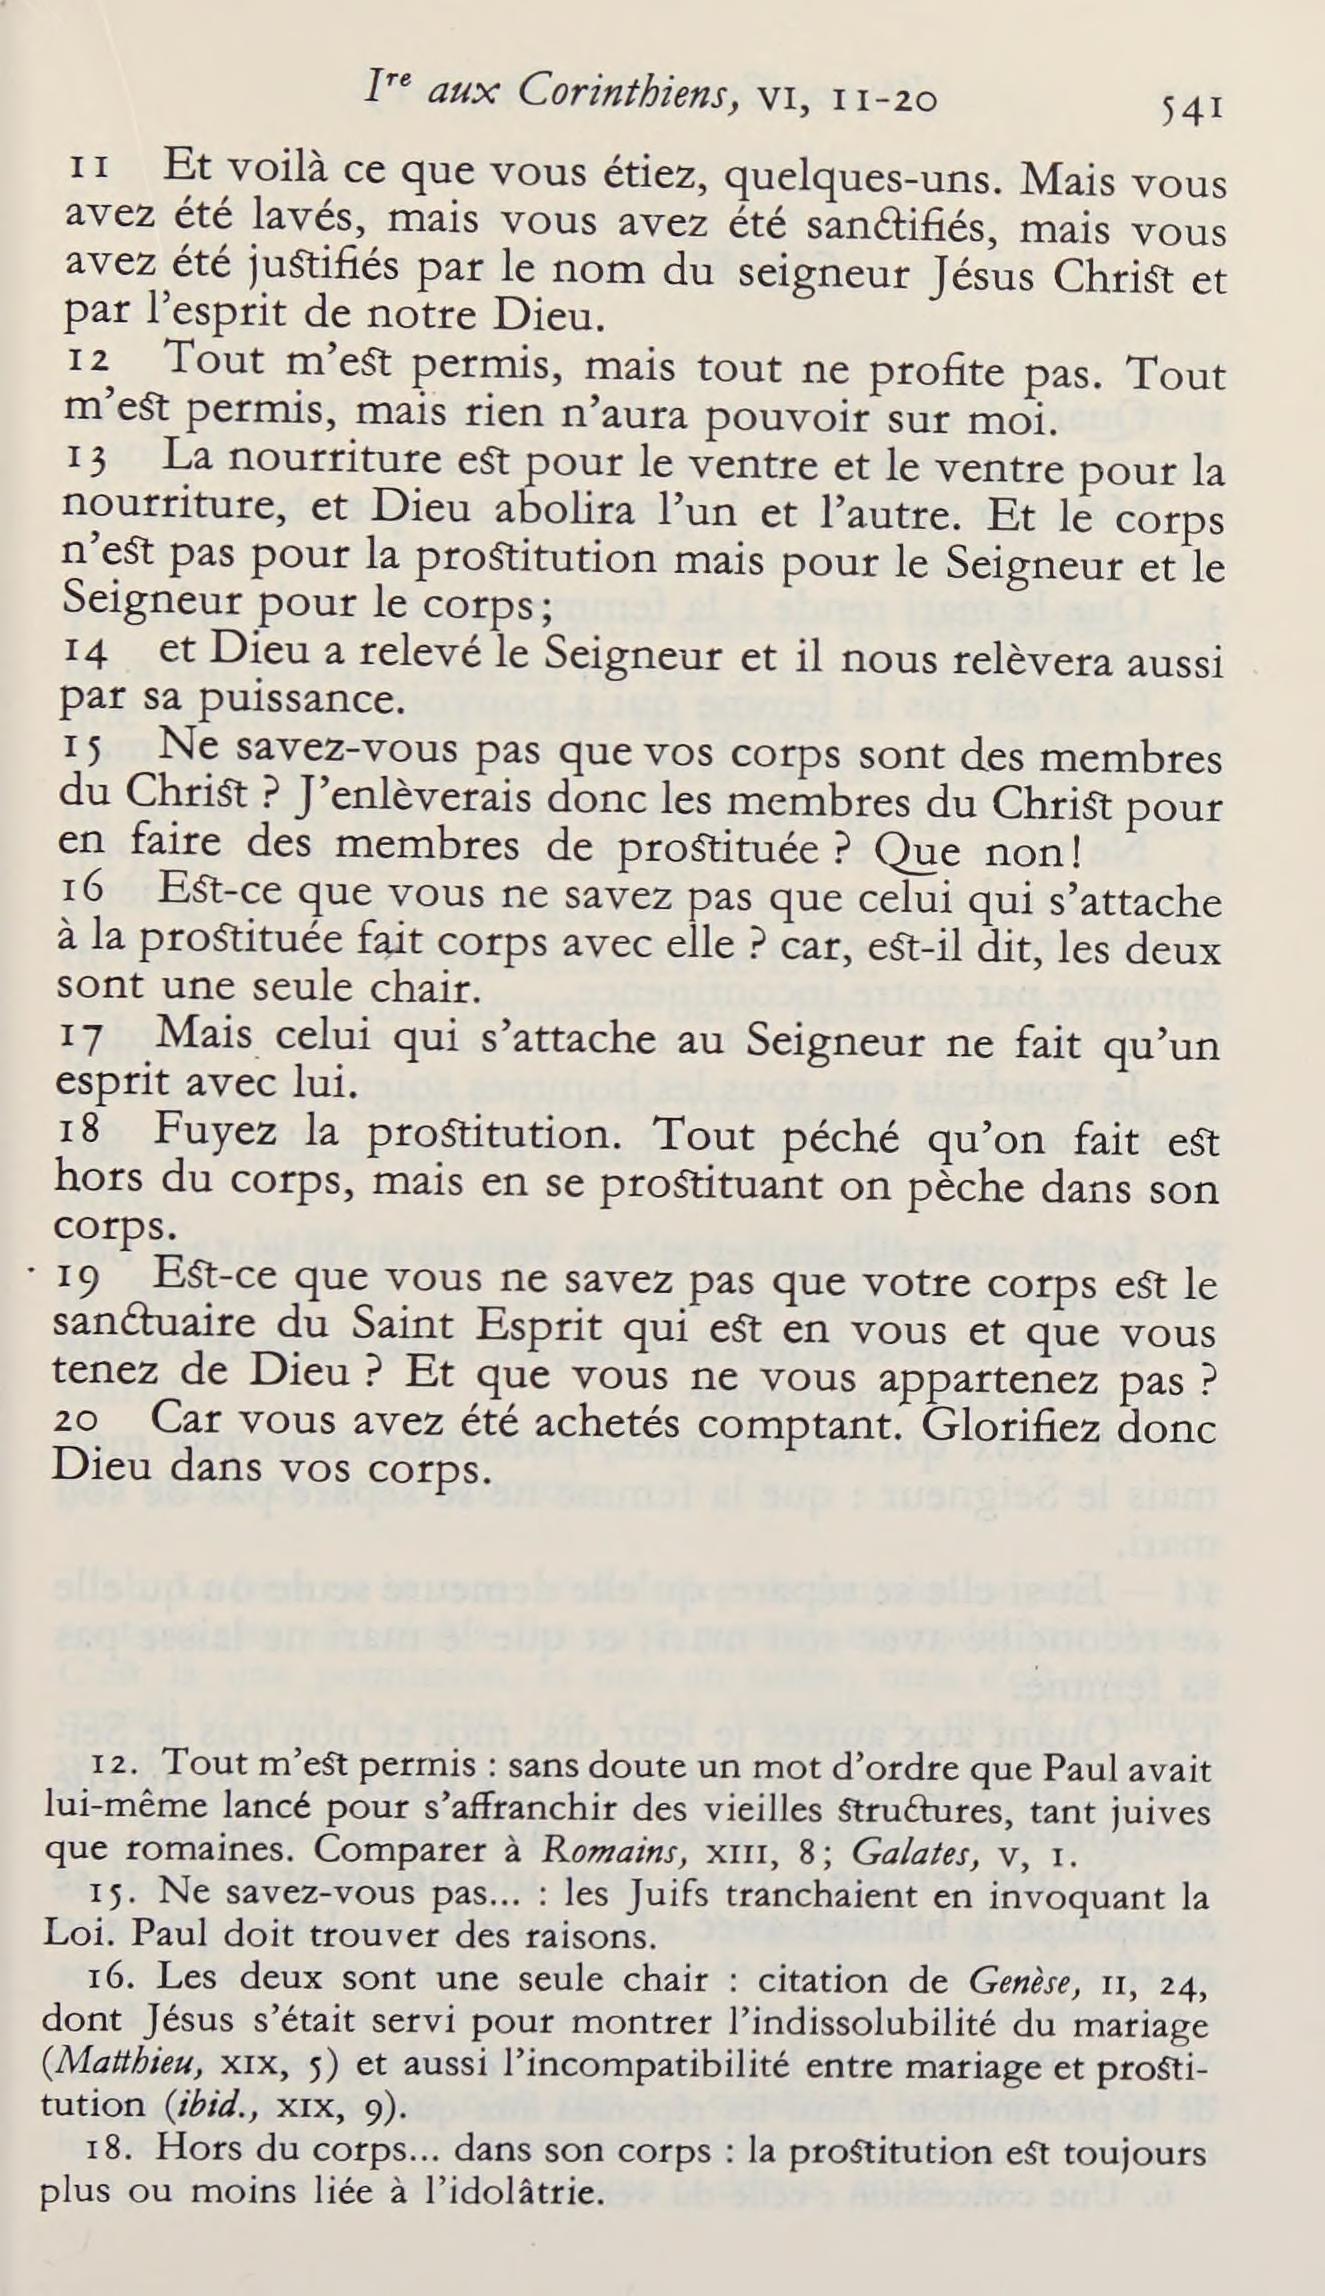 Iʳᵉ aux Corinthiens, VI, 11-20
541
11 Et voilà ce que vous étiez, quelques-uns. Mais vous
avez été lavés, mais vous avez été sanctifiés, mais vous
avez été justifiés par le nom du seigneur Jésus Christ et
par l’esprit de notre Dieu.
12 Tout m’est permis, mais tout ne profite pas. Tout
m’est permis, mais rien n’aura pouvoir sur moi.
13 La nourriture est pour le ventre et le ventre pour la
nourriture, et Dieu abolira l’un et l’autre. Et le corps
n’est pas pour la prostitution mais pour le Seigneur et le
Seigneur pour le corps;
14 et Dieu a relevé le Seigneur et il nous relèvera aussi
par sa puissance.
15 Ne savez-vous pas que vos corps sont des membres
du Christ ? J’enlèverais donc les membres du Christ pour
en faire des membres de prostituée ? Que non!
16 Est-ce que vous ne savez pas que celui qui s’attache
à la prostituée fait corps avec elle ? car, est-il dit, les deux
sont une seule chair.
17 Mais celui qui s’attache au Seigneur ne fait qu’un
esprit avec lui.
18 Fuyez la prostitution. Tout péché qu’on fait est
hors du corps, mais en se prostituant on pèche dans son
corps.
19 Est-ce que vous ne savez pas que votre corps est le
sanctuaire du Saint Esprit qui est en vous et que vous
tenez de Dieu ? Et que vous ne vous appartenez pas ?
20 Car vous avez été achetés comptant. Glorifiez donc
Dieu dans vos corps.
12. Tout m’est permis : sans doute un mot d’ordre que Paul avait
lui-même lancé pour s’affranchir des vieilles structures, tant juives
que romaines. Comparer à Romains, XIII, 8; Galates, V, 1.
15. Ne savez-vous pas... : les Juifs tranchaient en invoquant la
Loi. Paul doit trouver des raisons.
16. Les deux sont une seule chair : citation de Genèse, II, 24,
dont Jésus s’était servi pour montrer l’indissolubilité du mariage
(Matthieu, XIX, 5) et aussi l’incompatibilité entre mariage et prosti-
tution (ibid., XIX, 9).
18. Hors du corps... dans son corps : la prostitution est toujours
plus ou moins liée à l’idolâtrie.